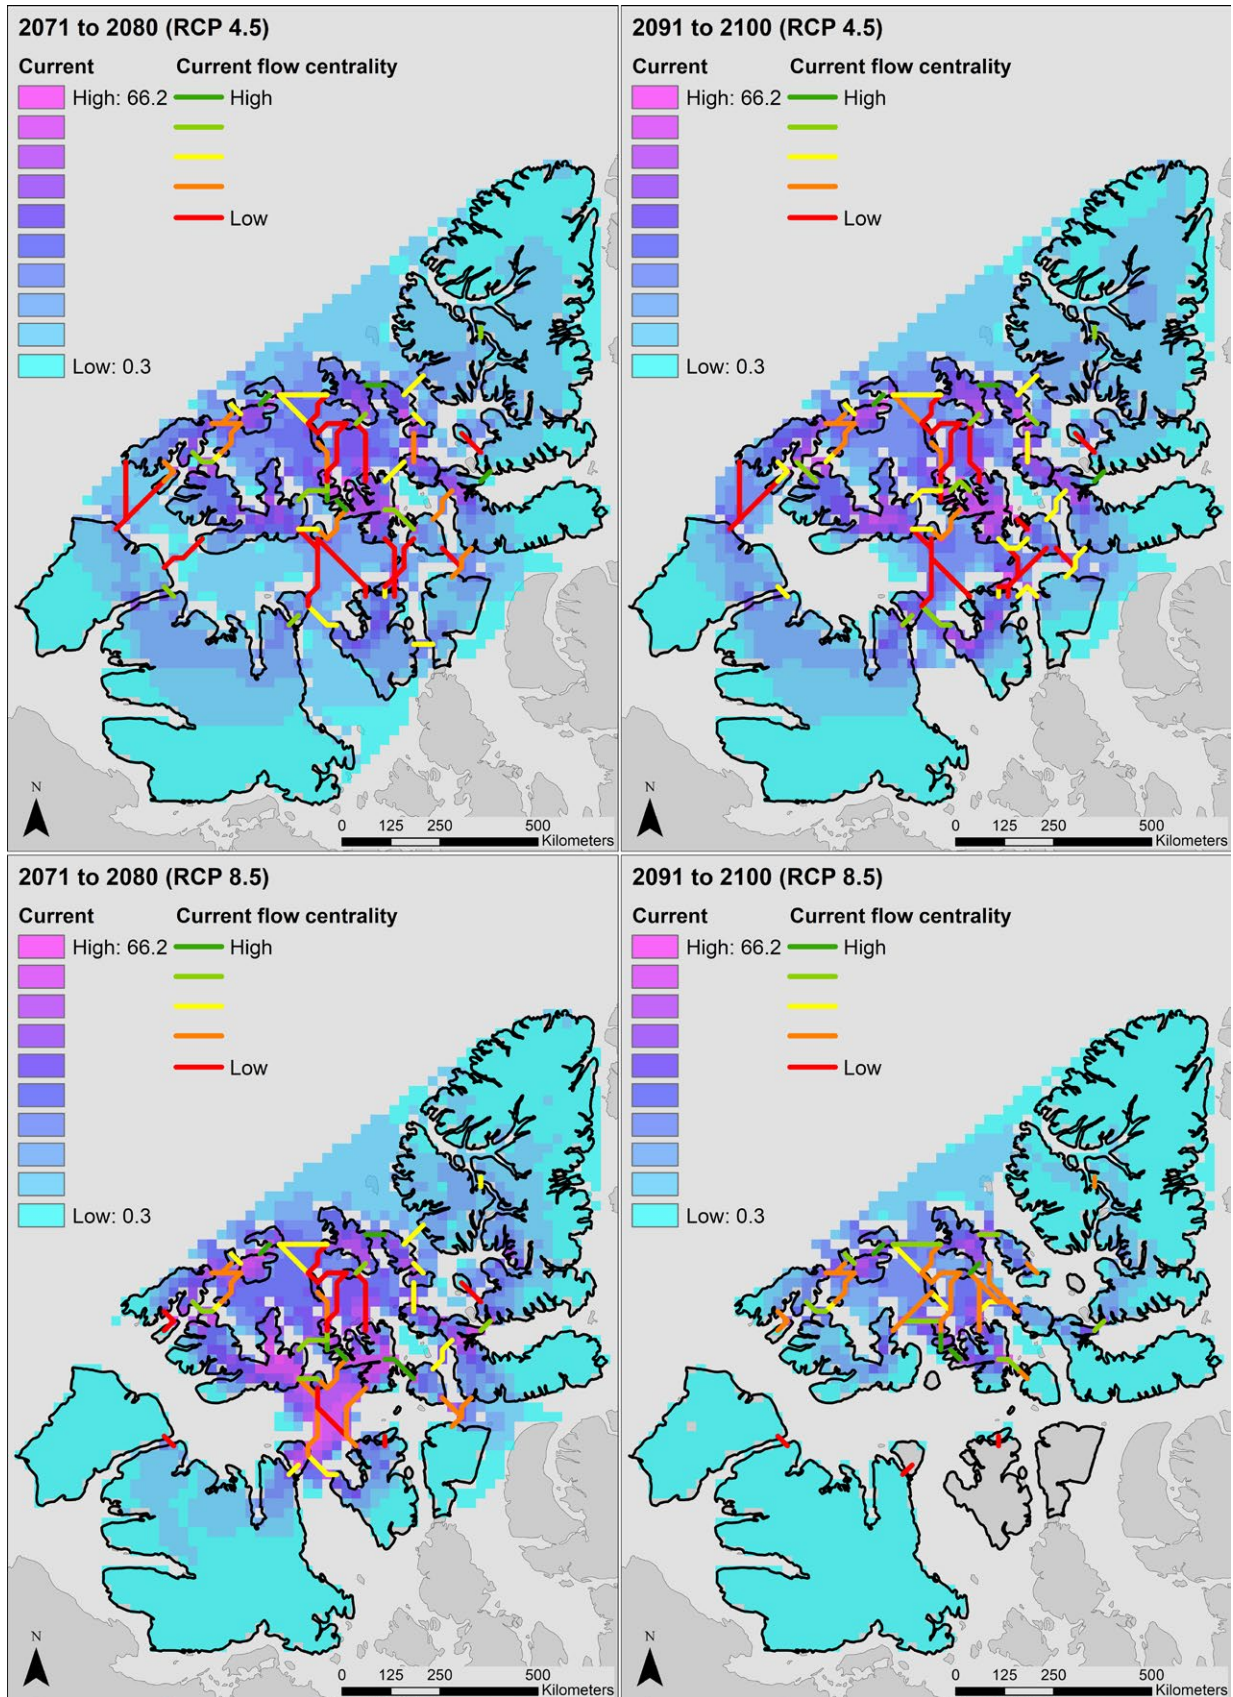 2071 to 2080 (RCP 4.5)
Current Current flow centrality
High: 66.2 High
Low
Low: 0.3
N
0 125 250 500
Kilometers
2091 to 2100 (RCP 4.5)
Current Current flow centrality
High: 66.2 High
Low
Low: 0.3
N
0 125 250 500
Kilometers
2071 to 2080 (RCP 8.5)
Current Current flow centrality
High: 66.2 High
Low
Low: 0.3
N
0 125 250 500
Kilometers
2091 to 2100 (RCP 8.5)
Current Current flow centrality
High: 66.2 High
Low
Low: 0.3
N
0 125 250 500
Kilometers